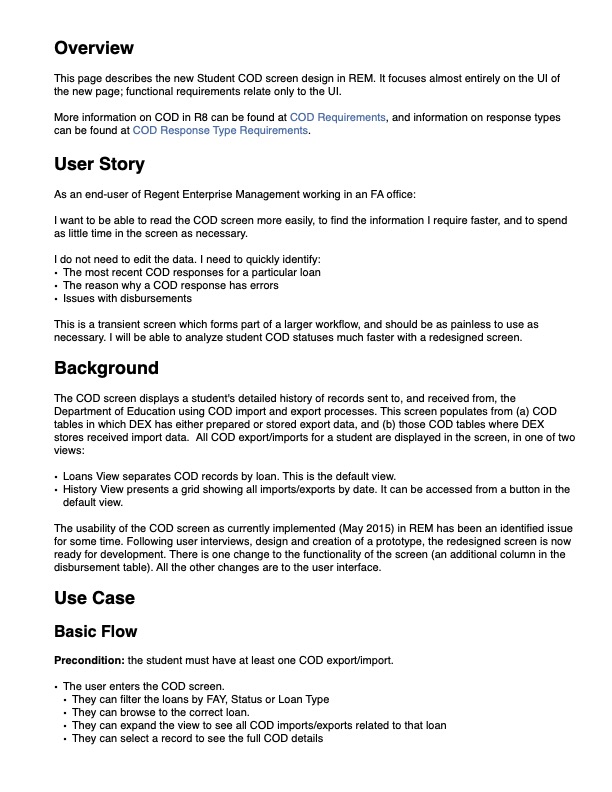 Overview
This page describes the new Student COD screen design in REM. It focuses almost entirely on the UI of
the new page; functional requirements relate only to the UI.
More information on COD in R8 can be found at COD Requirements, and information on response types
can be found at COD Response Type Requirements.
User Story
As an end-user of Regent Enterprise Management working in an FA office:
I want to be able to read the COD screen more easily, to find the information I require faster, and to spend
as little time in the screen as necessary.
I do not need to edit the data. I need to quickly identify:
• The most recent COD responses for a particular loan
• The reason why a COD response has errors
• Issues with disbursements
This is a transient screen which forms part of a larger workflow, and should be as painless to use as
necessary. I will be able to analyze student COD statuses much faster with a redesigned screen.
Background
The COD screen displays a student's detailed history of records sent to, and received from, the
Department of Education using COD import and export processes. This screen populates from (a) COD
tables in which DEX has either prepared or stored export data, and (b) those COD tables where DEX
stores received import data.  All COD export/imports for a student are displayed in the screen, in one of two
views:
• Loans View separates COD records by loan. This is the default view.
• History View presents a grid showing all imports/exports by date. It can be accessed from a button in the
default view.
The usability of the COD screen as currently implemented (May 2015) in REM has been an identified issue
for some time. Following user interviews, design and creation of a prototype, the redesigned screen is now
ready for development. There is one change to the functionality of the screen (an additional column in the
disbursement table). All the other changes are to the user interface.
Use Case
Basic Flow
Precondition: the student must have at least one COD export/import.
• The user enters the COD screen.
• They can filter the loans by FAY, Status or Loan Type
• They can browse to the correct loan.
• They can expand the view to see all COD imports/exports related to that loan
• They can select a record to see the full COD details